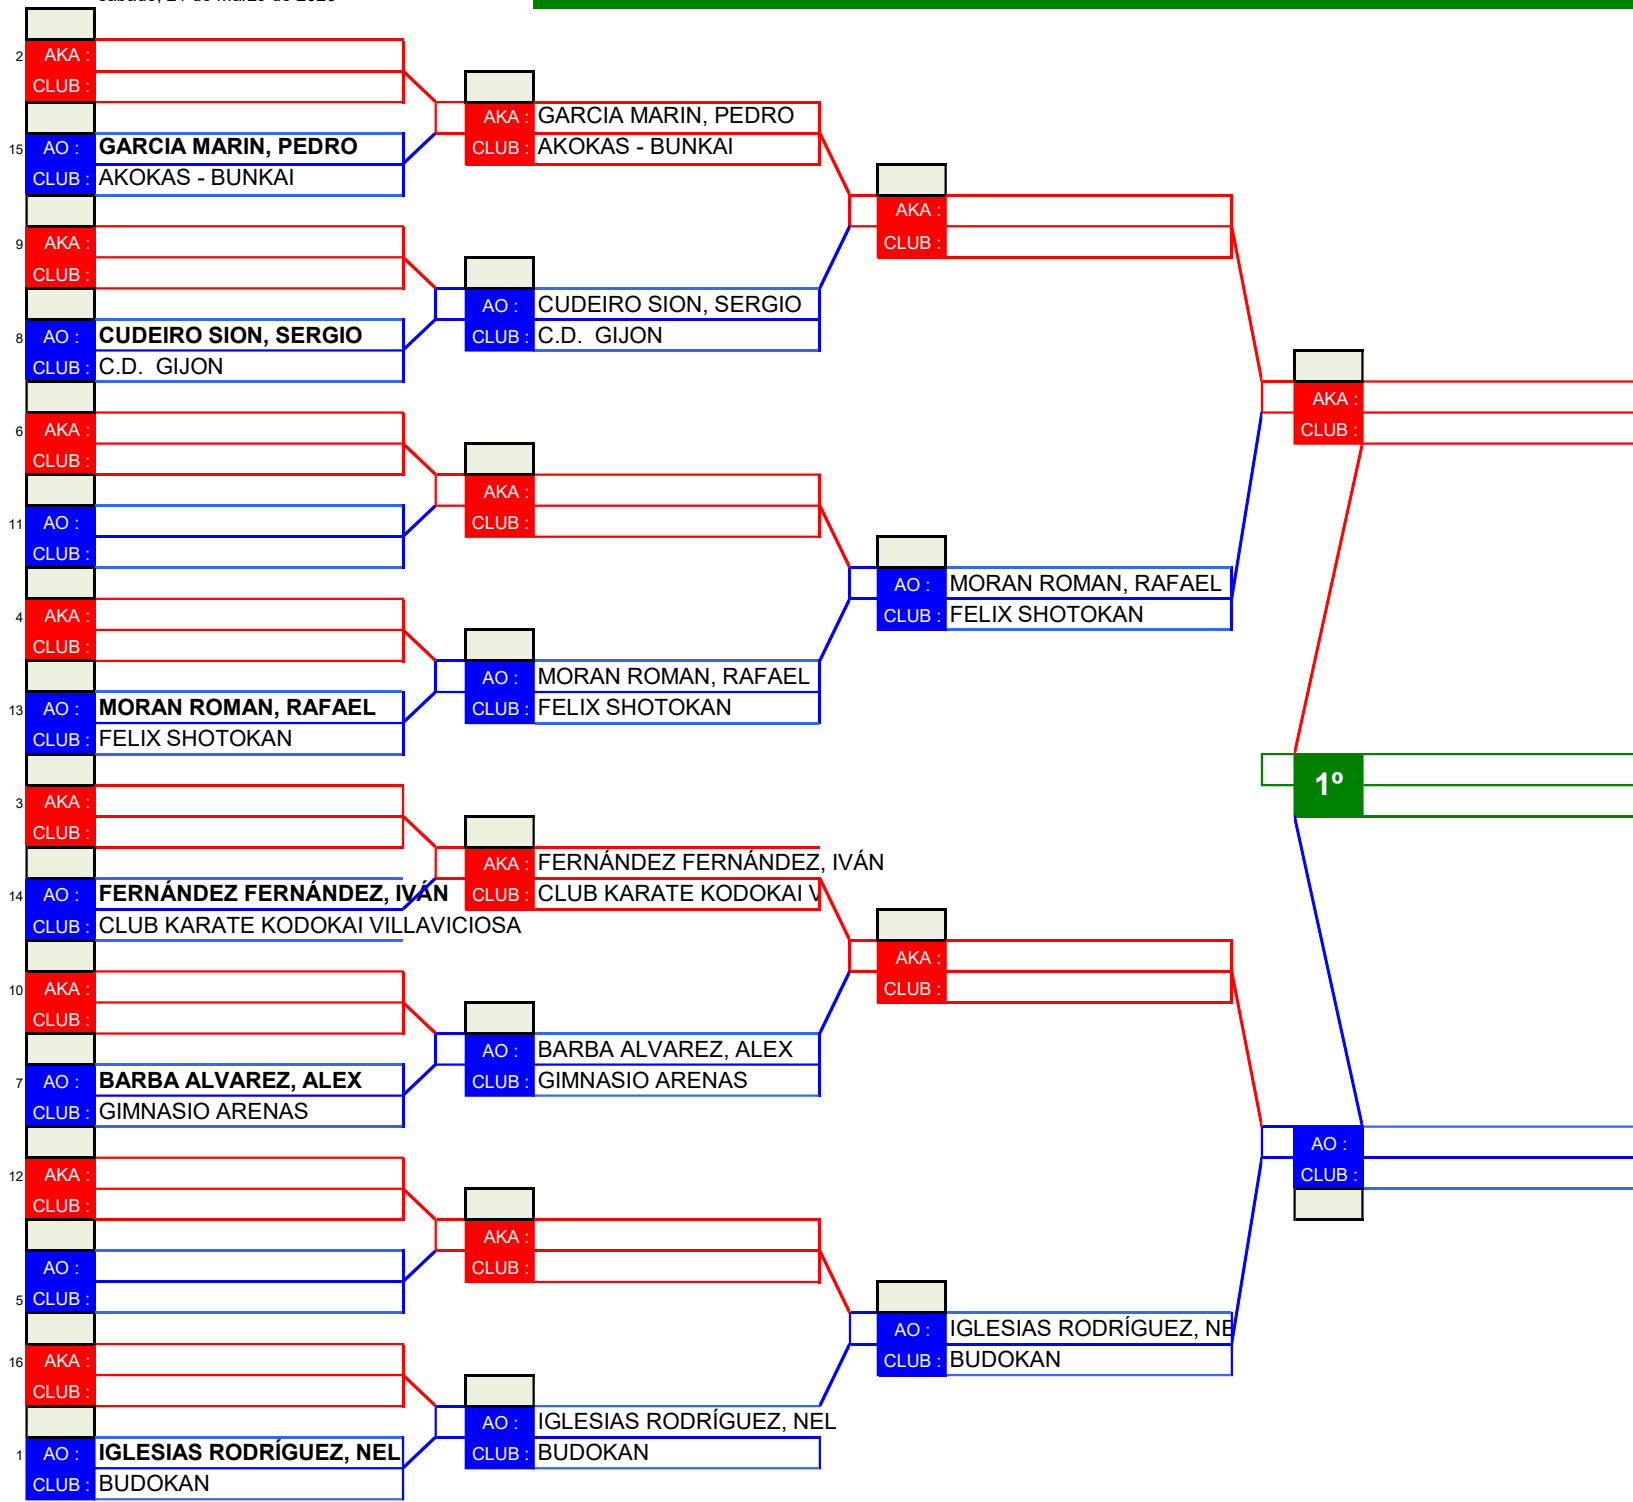 2 AKA :
CLUB :
15 AO : GARCIA MARIN, PEDRO
CLUB : AKOKAS - BUNKAI
9 AKA :
CLUB :
8 AO : CUDEIRO SION, SERGIO
CLUB : C.D. GIJON
6 AKA :
CLUB :
11 AO :
CLUB :
4 AKA :
CLUB :
13 AO : MORAN ROMAN, RAFAEL
CLUB : FELIX SHOTOKAN
3 AKA :
CLUB :
14 AO : FERNÁNDEZ FERNÁNDEZ, IVÁN
CLUB : CLUB KARATE KODOKAI VILLAVICIOSA
10 AKA :
CLUB :
7 AO : BARBA ALVAREZ, ALEX
CLUB : GIMNASIO ARENAS
12 AKA :
CLUB :
AO :
5 CLUB :
16 AKA :
CLUB :
1 AO : IGLESIAS RODRÍGUEZ, NEL
CLUB : BUDOKAN
AKA : GARCIA MARIN, PEDRO
CLUB : AKOKAS - BUNKAI
AO : CUDEIRO SION, SERGIO
CLUB : C.D. GIJON
AKA :
CLUB :
AO : MORAN ROMAN, RAFAEL
CLUB : FELIX SHOTOKAN
AKA : FERNÁNDEZ FERNÁNDEZ, IVÁN
CLUB : CLUB KARATE KODOKAI V
AO : BARBA ALVAREZ, ALEX
CLUB : GIMNASIO ARENAS
AKA :
CLUB :
AO : IGLESIAS RODRÍGUEZ, NEL
CLUB : BUDOKAN
AKA :
CLUB :
AO : MORAN ROMAN, RAFAEL
CLUB : FELIX SHOTOKAN
AKA :
CLUB :
AO : IGLESIAS RODRÍGUEZ, NE
CLUB : BUDOKAN
AKA :
CLUB :
1º
AO :
CLUB :